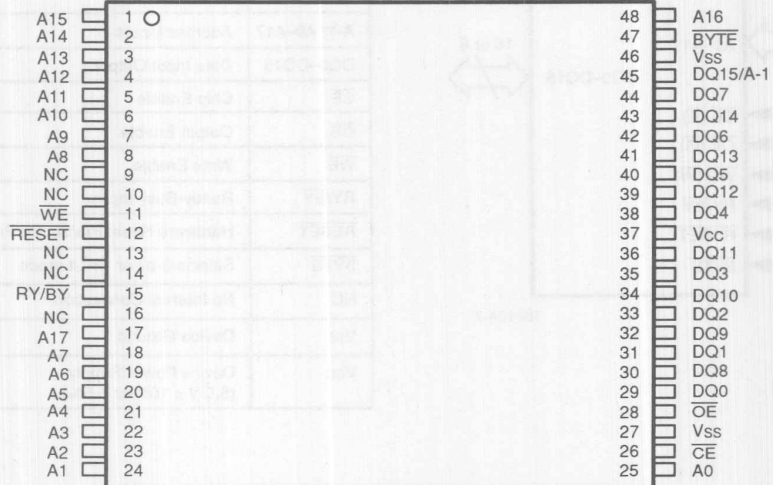 A15 1 48 A16
A14 2 47 BYTE
A13 3 46 Vss
A12 4 45 DQ15/A-1
A11 5 44 DQ7
A10 6 43 DQ14
A9 7 42 DQ6
A8 8 41 DQ13
NC 9 40 DQ5
NC 10 39 DQ12
WE 11 38 DQ4
RESET 12 37 Vcc
NC 13 36 DQ11
NC 14 35 DQ3
RY/BY 15 34 DQ10
NC 16 33 DQ2
A17 17 32 DQ9
A7 18 31 DQ1
A6 19 30 DQ8
A5 20 29 DQ0
A4 21 28 OE
A3 22 27 Vss
A2 23 26 CE
A1 24 25 A0